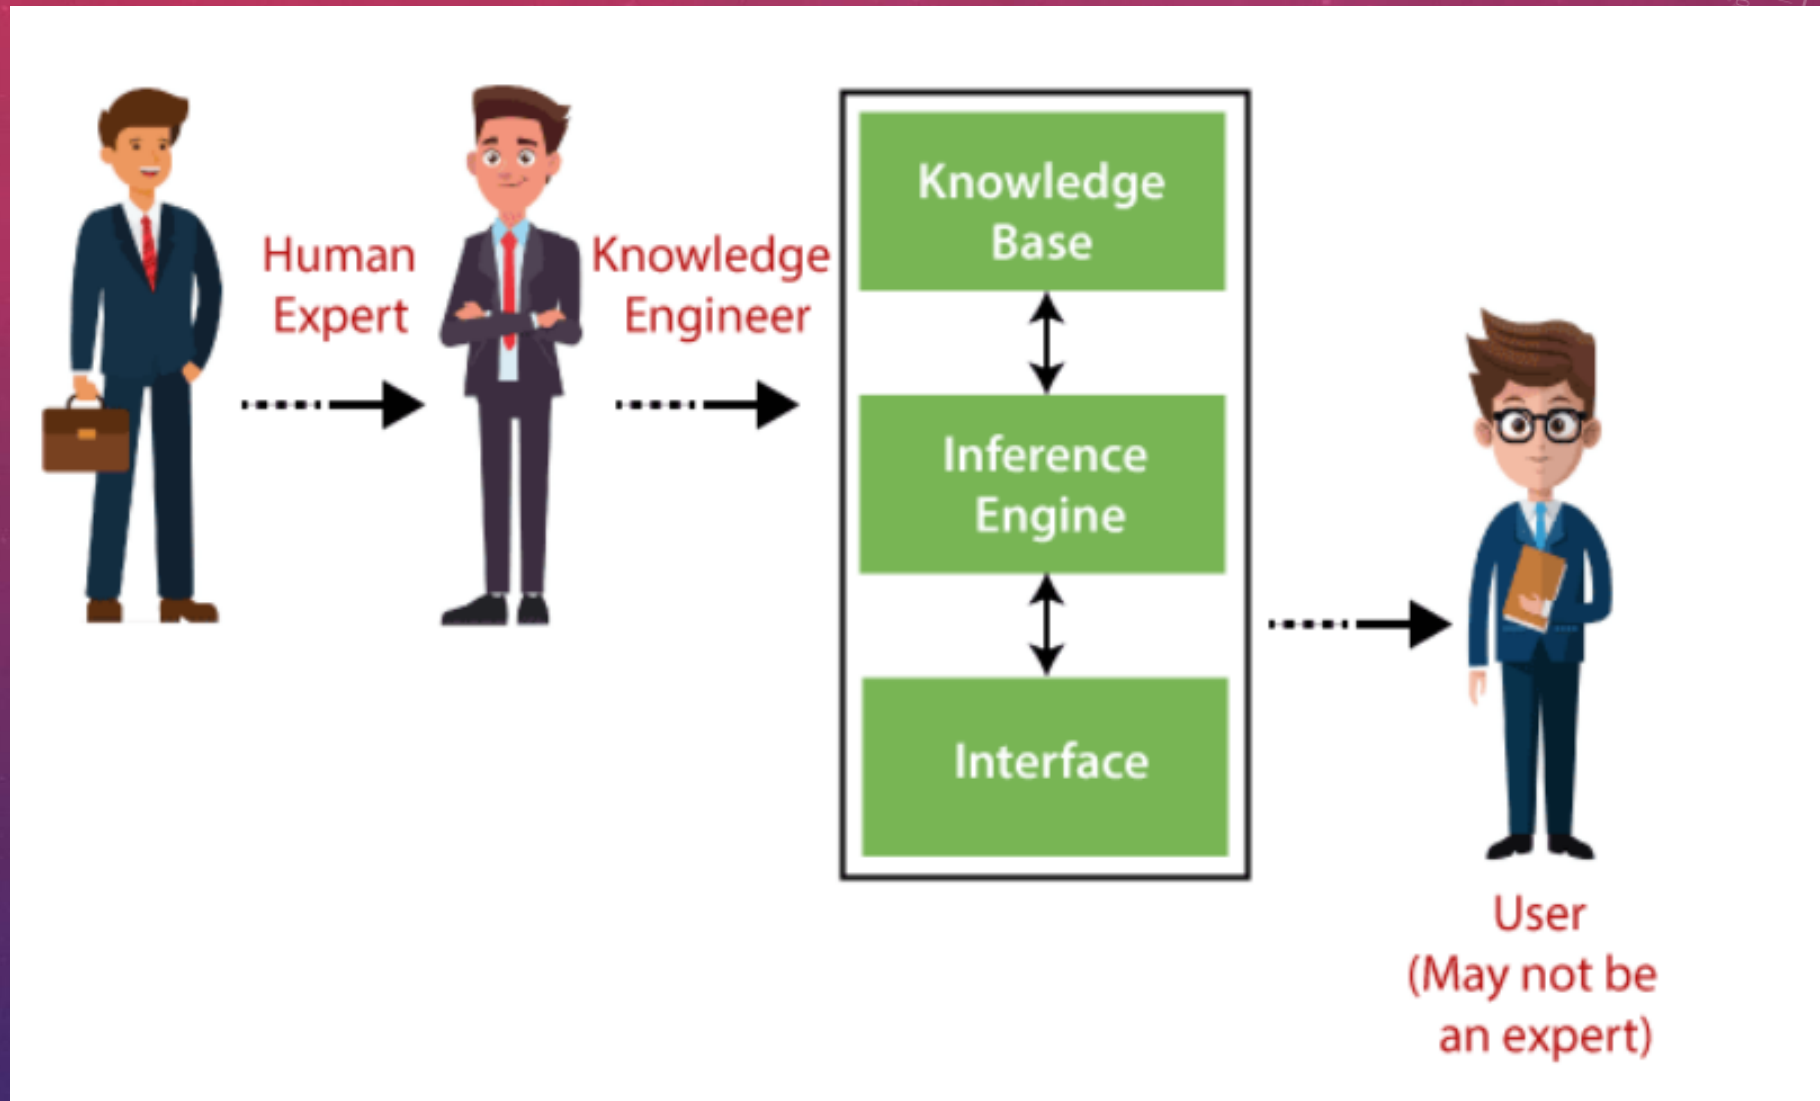 Human
Expert
Knowledge
Engineer
Knowledge
Base
Inference
Engine
Interface
User
(May not be
an expert)